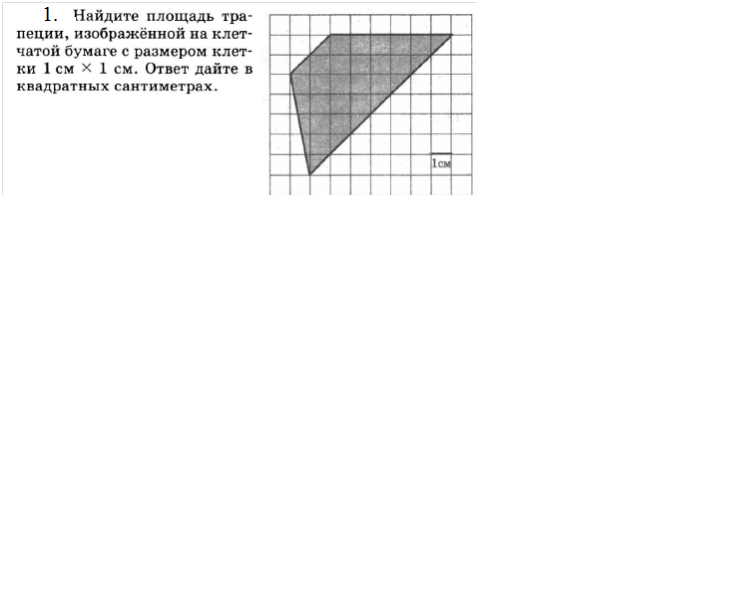 1. Найдите площадь тра-
пеции, изображённой на клет-
чатой бумаге с размером клет-
ки 1 см × 1 см. Ответ дайте в
квадратных сантиметрах.
1см